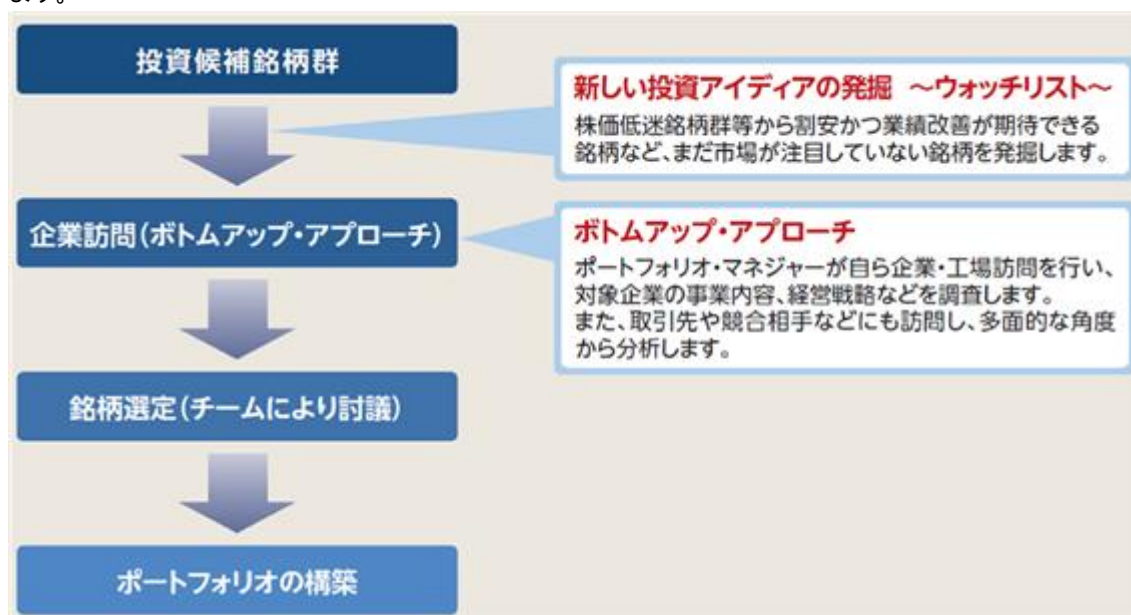 ます。
投資候補銘柄群
新しい投資アイディアの発掘 ～ウォッチリスト～
株価低迷銘柄群等から割安かつ業績改善が期待できる
銘柄など、まだ市場が注目していない銘柄を発掘します。
企業訪問(ボトムアップ・アプローチ)
ボトムアップ・アプローチ
ポートフォリオ・マネジャーが自ら企業・工場訪問を行い、
対象企業の事業内容、経営戦略などを調査します。
また、取引先や競合相手などにも訪問し、多面的な角度
から分析します。
銘柄選定(チームにより討議)
ポートフォリオの構築